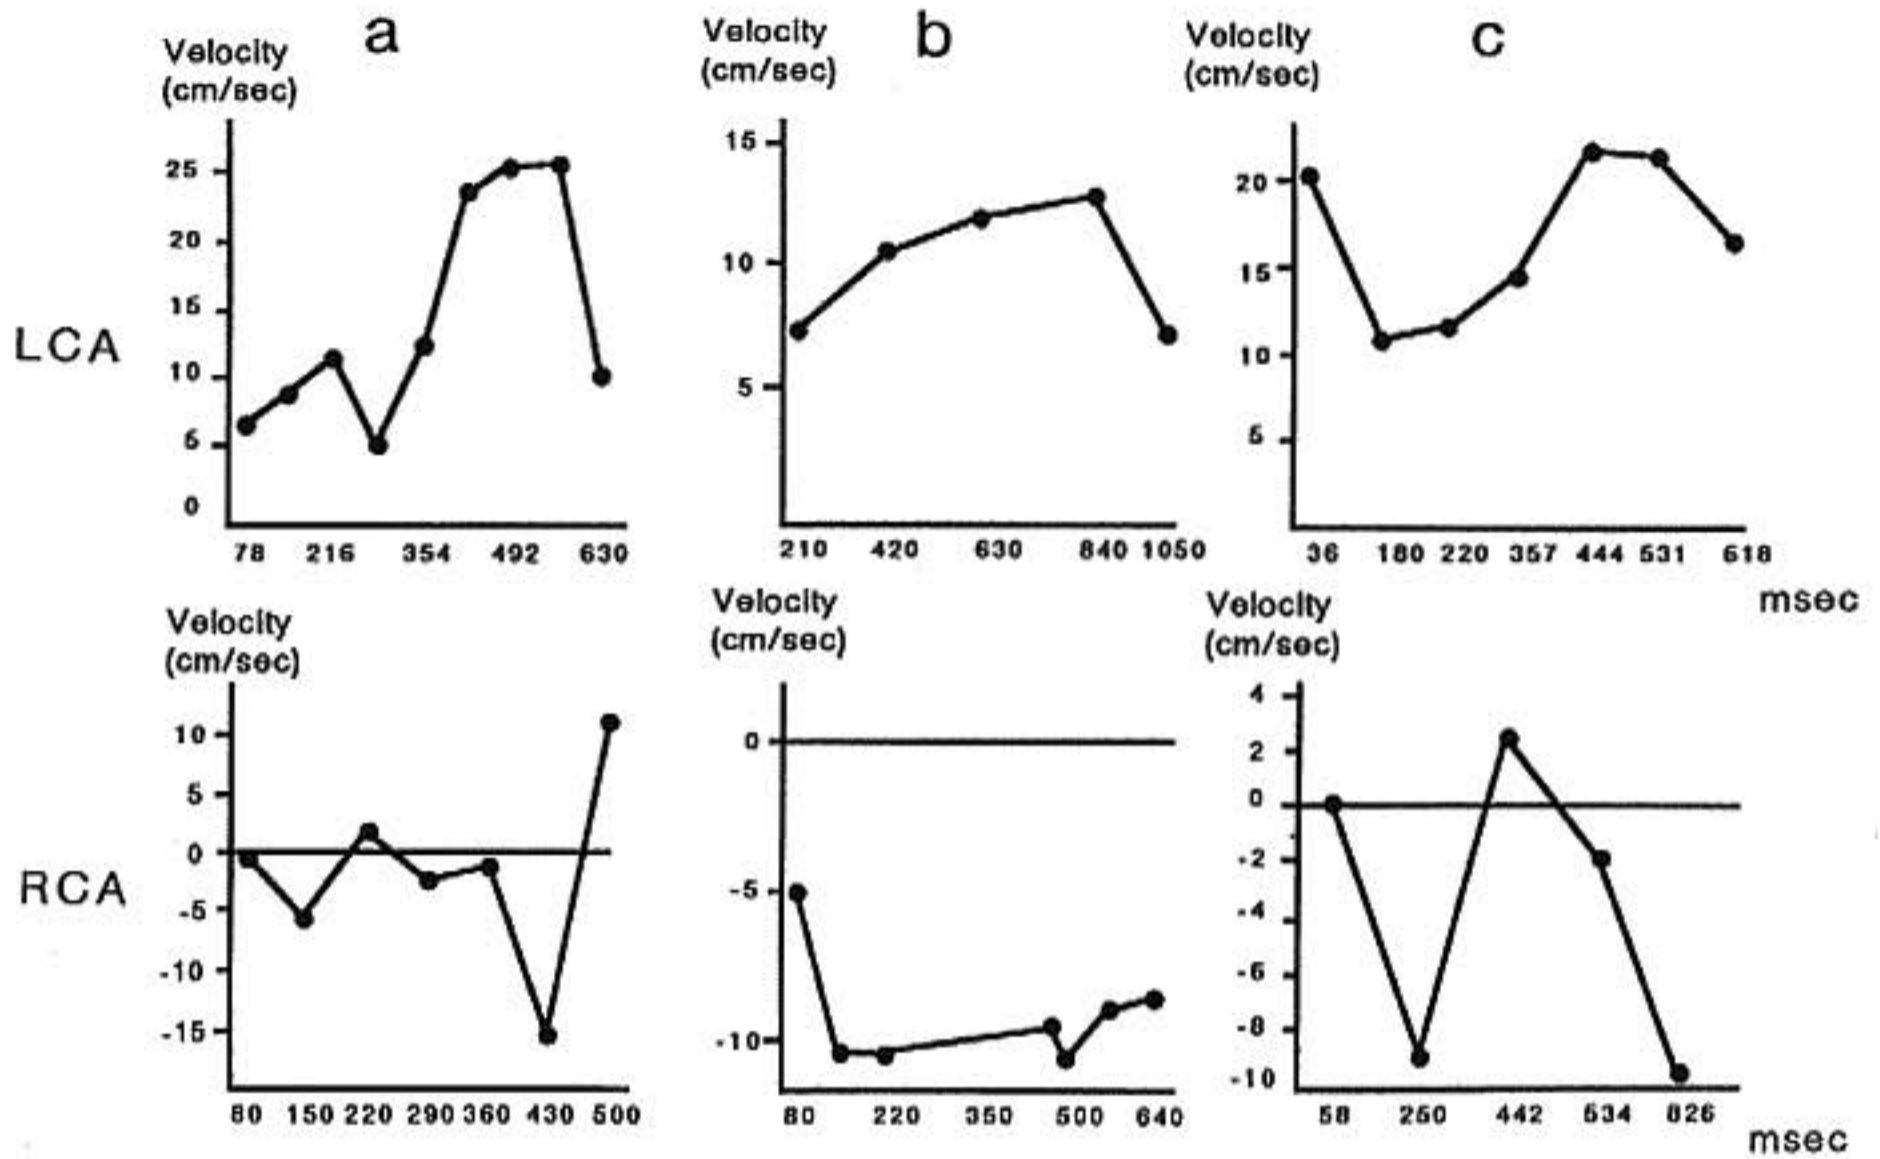 a
b
c
Velocity
(cm/sec)
25
20
15
10
5
0
78 216 354 492 630
Velocity
(cm/sec)
15
10
5
210 420 630 840 1050
Velocity
(cm/sec)
20
15
10
5
36 180 220 357 444 531 618
msec
LCA
Velocity
(cm/sec)
10
5
0
-5
-10
-15
80 150 220 290 360 430 500
Velocity
(cm/sec)
0
-5
-10
80 220 350 500 640
Velocity
(cm/sec)
4
2
0
-2
-4
-6
-8
-10
58 250 442 634 826
msec
RCA